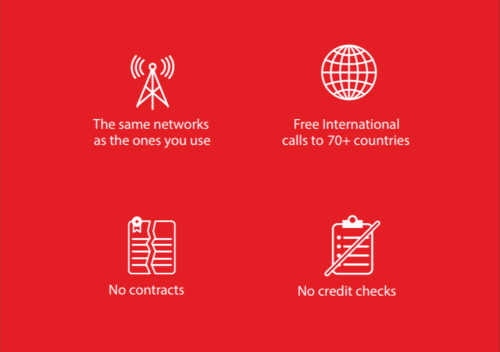 The same networks
as the ones you use
Free International
calls to 70+ countries
No contracts
No credit checks